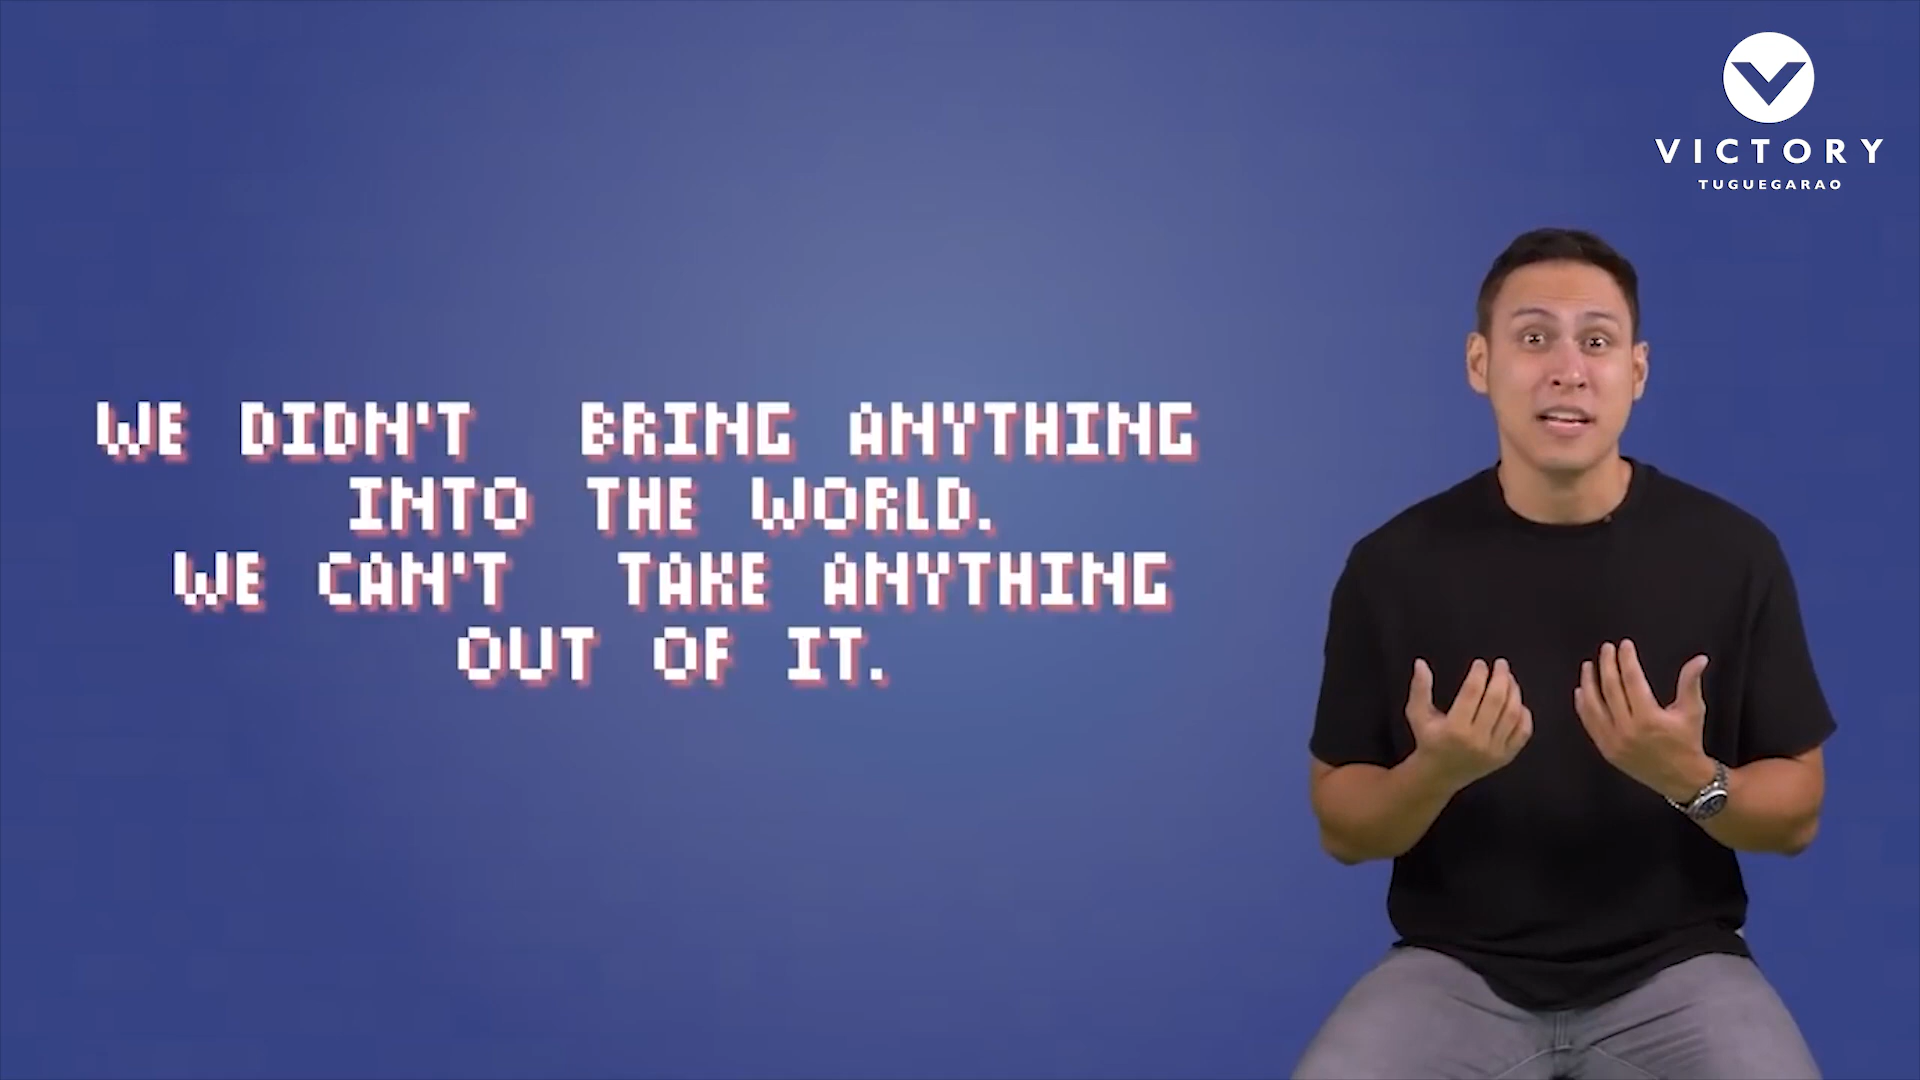 VICTORY
TUGUEGARAO
WE DIDN'T BRING ANYTHING
INTO THE WORLD.
WE CAN'T TAKE ANYTHING
OUT OF IT.